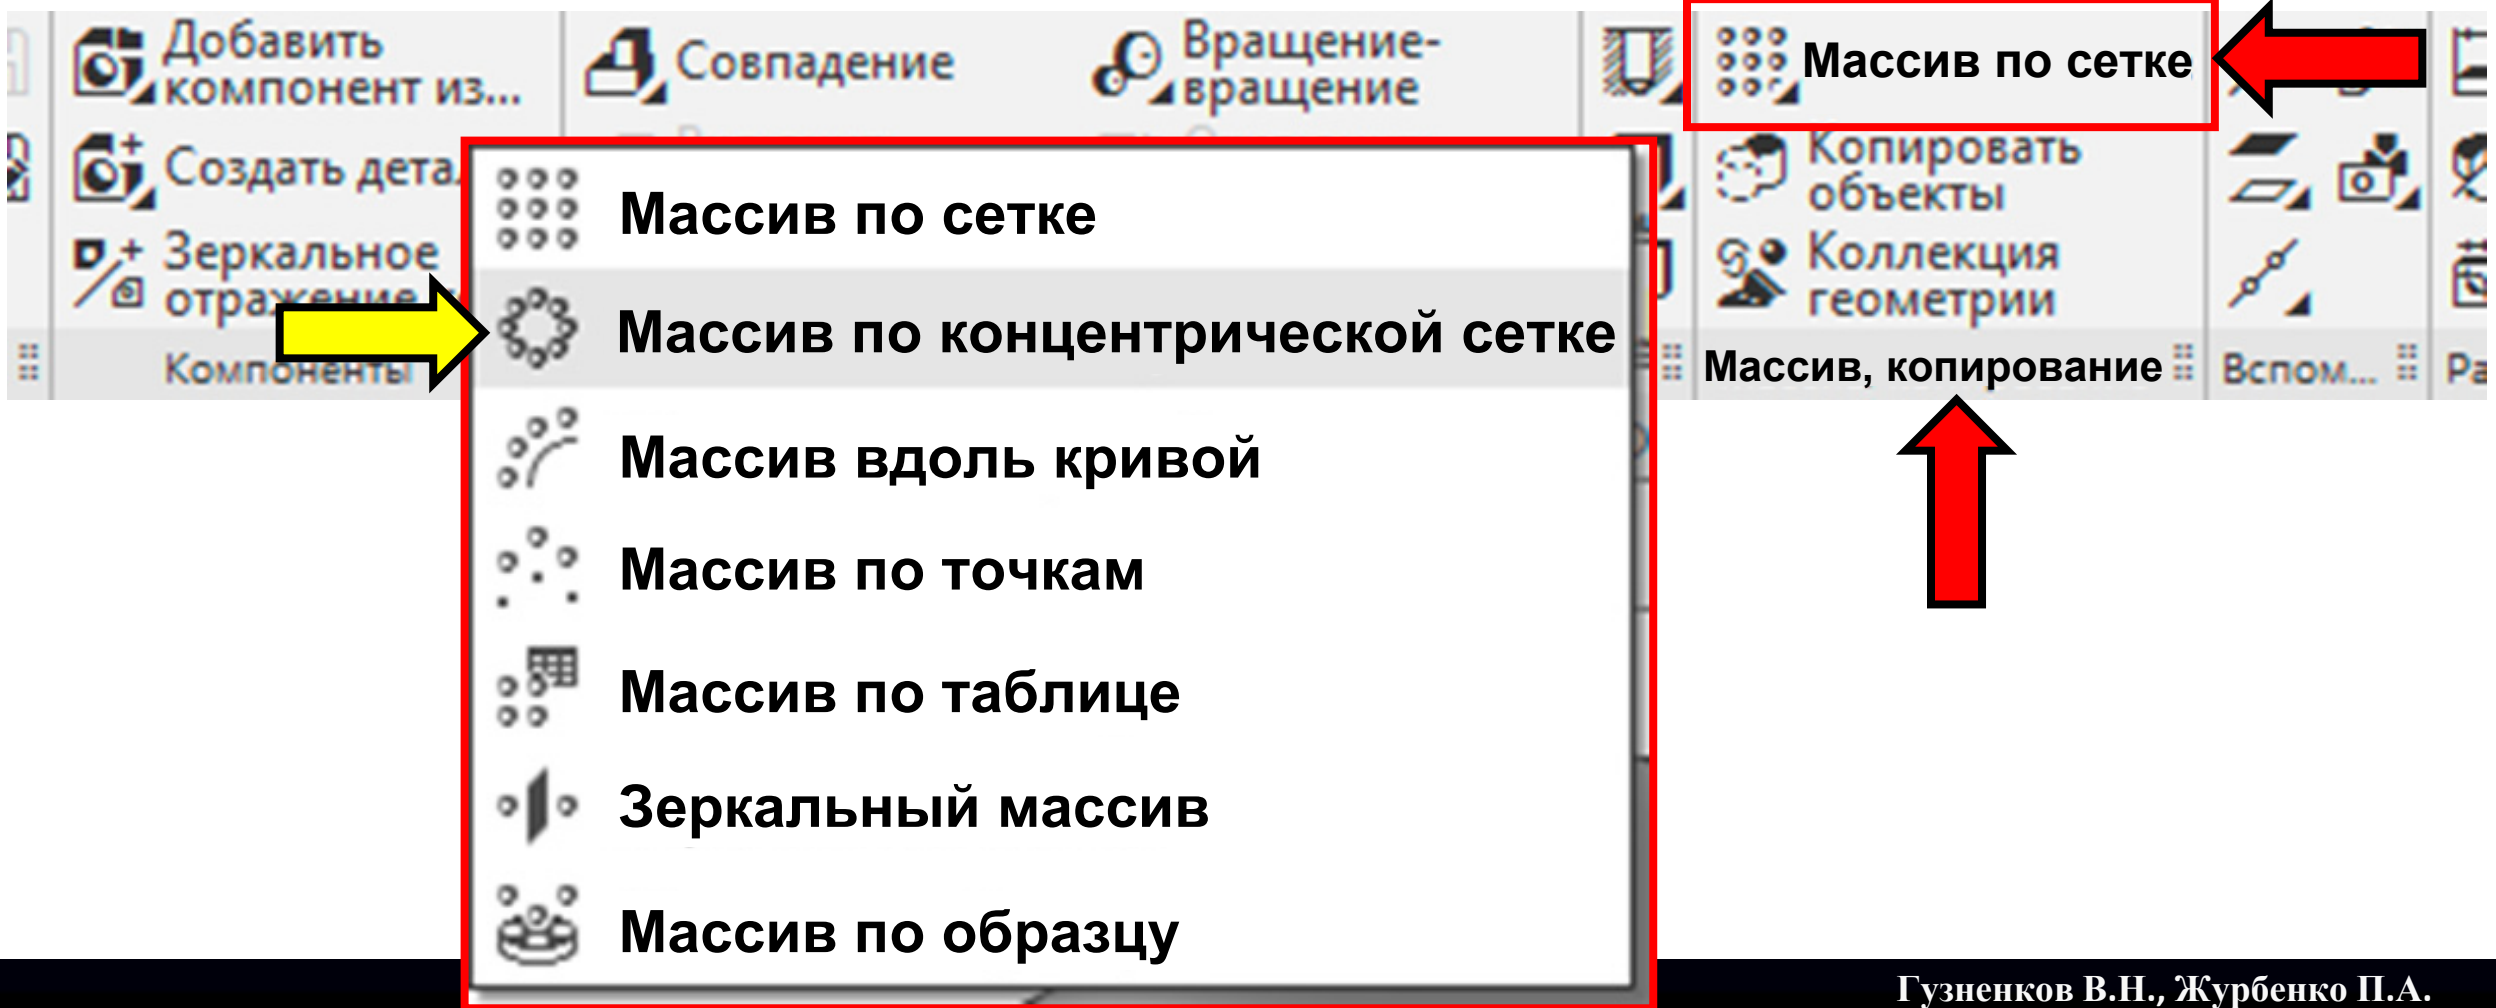 Добавить
компонент из...
Совпадение
Вращение-
вращение
Массив по сетке
Создать дета
Копировать
объекты
Зеркальное
отражение
Коллекция
геометрии
Компоненты
Массив, копирование
Вспом...
Ра
Массив по сетке
Массив по концентрической сетке
Массив вдоль кривой
Массив по точкам
Массив по таблице
Зеркальный массив
Массив по образцу
Гузненков В.Н., Журбенко П.А.